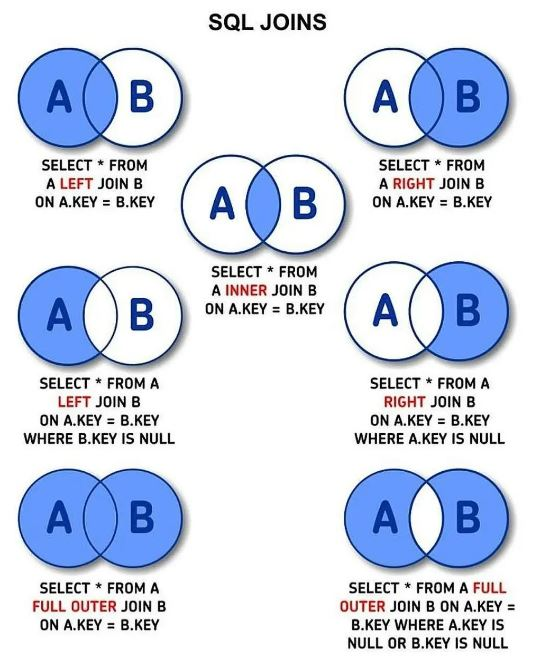 SQL JOINS
A B
SELECT * FROM
A LEFT JOIN B
ON A.KEY = B.KEY
A B
SELECT * FROM
A RIGHT JOIN B
ON A.KEY = B.KEY
A B
SELECT * FROM
A INNER JOIN B
ON A.KEY = B.KEY
A B
SELECT * FROM A
LEFT JOIN B
ON A.KEY = B.KEY
WHERE B.KEY IS NULL
A B
SELECT * FROM A
RIGHT JOIN B
ON A.KEY = B.KEY
WHERE A.KEY IS NULL
A B
SELECT * FROM A
FULL OUTER JOIN B
ON A.KEY = B.KEY
A B
SELECT * FROM A FULL
OUTER JOIN B ON A.KEY =
B.KEY WHERE A.KEY IS
NULL OR B.KEY IS NULL